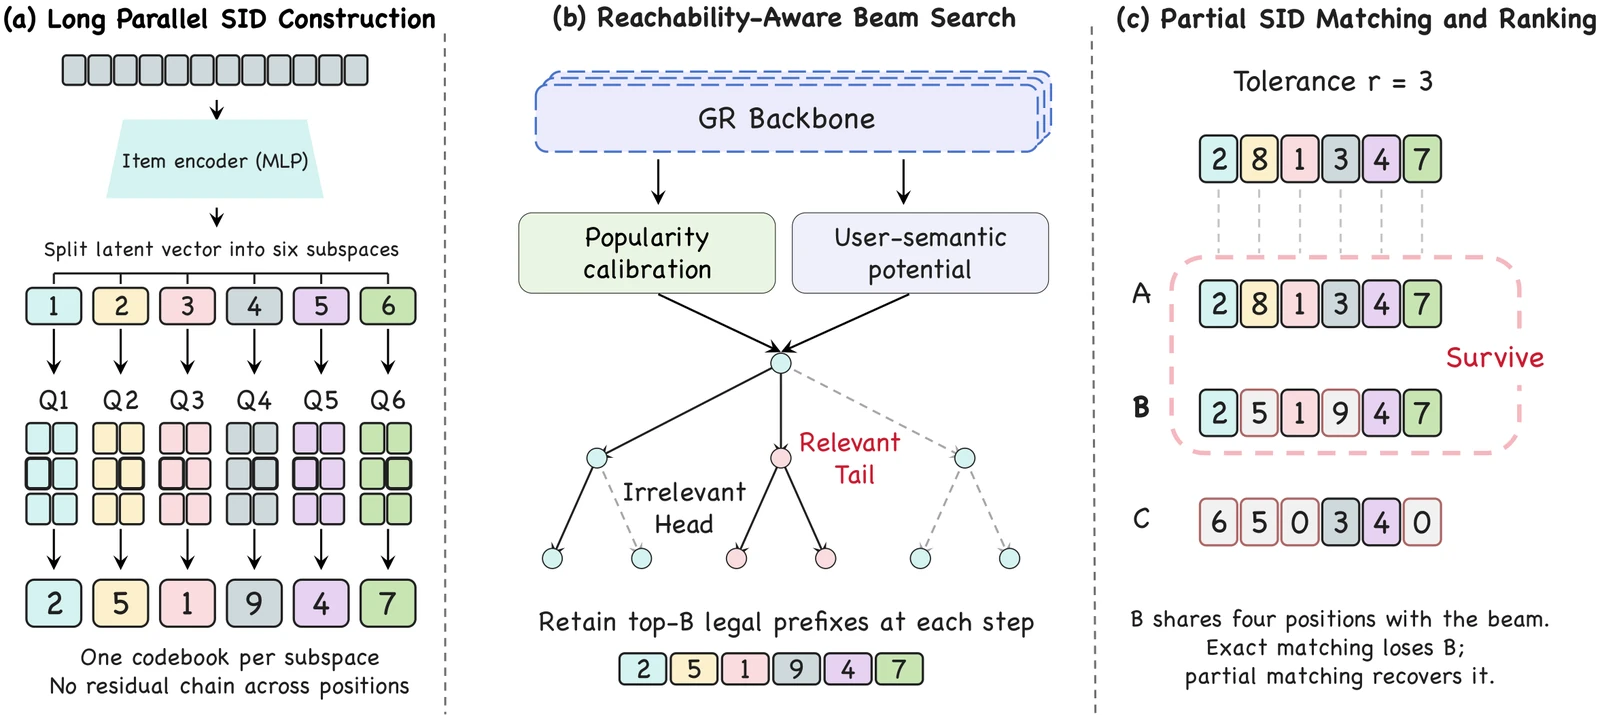 (a) Long Parallel SID Construction
Item encoder (MLP)
Split latent vector into six subspaces
1 2 3 4 5 6
Q1 Q2 Q3 Q4 Q5 Q6
2 5 1 9 4 7
One codebook per subspace
No residual chain across positions
(b) Reachability-Aware Beam Search
GR Backbone
Popularity
calibration
User-semantic
potential
Relevant
Tail
Irrelevant
Head
Retain top-B legal prefixes at each step
2 5 1 9 4 7
(c) Partial SID Matching and Ranking
Tolerance r = 3
2 8 1 3 4 7
A 2 8 1 3 4 7
Survive
B 2 5 1 9 4 7
C 6 5 0 3 4 0
B shares four positions with the beam.
Exact matching loses B;
partial matching recovers it.